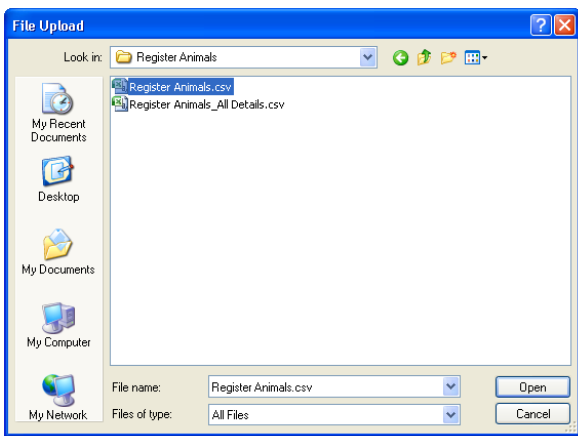 File Upload
Look in: Register Animals
Register Animals.csv
Register Animals_All Details.csv
My Recent
Documents
Desktop
My Documents
My Computer
My Network
File name: Register Animals.csv Open
Files of type: All Files Cancel